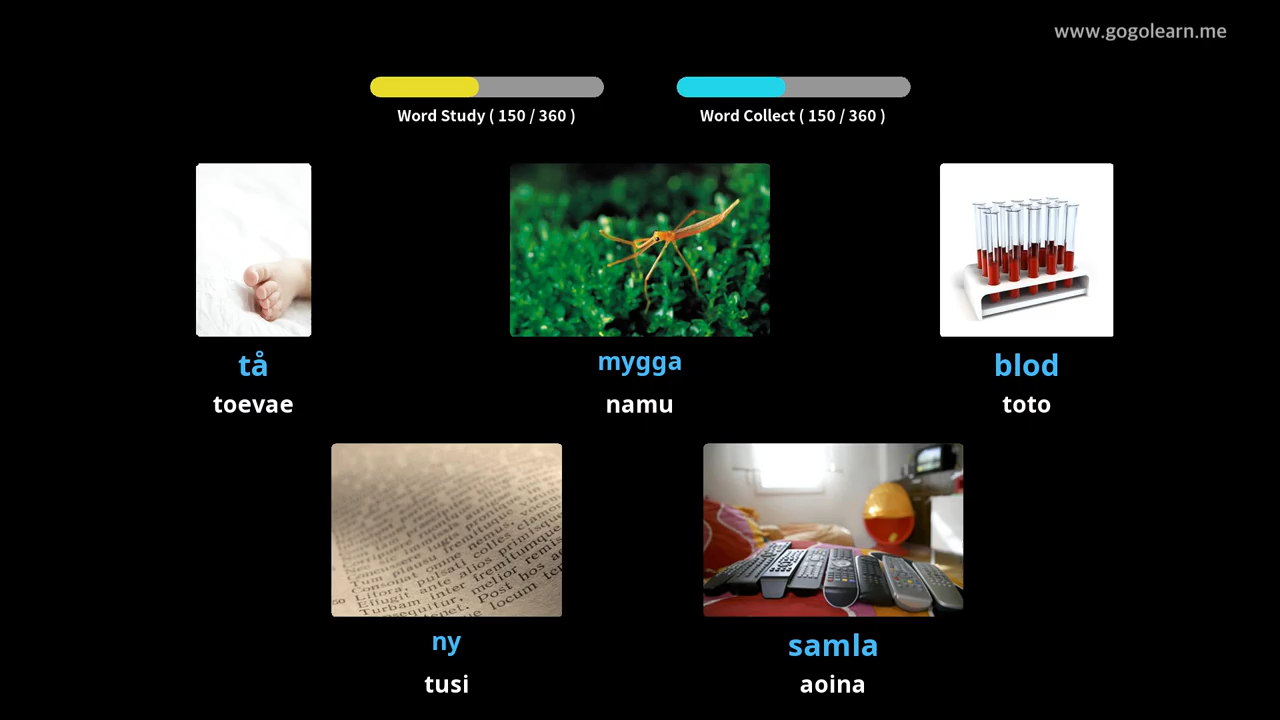 www.gogolearn.me
Word Study ( 150 / 360 )
Word Collect ( 150 / 360 )
tå
mygga
blod
toevae
namu
toto
ny
samla
tusi
aoina